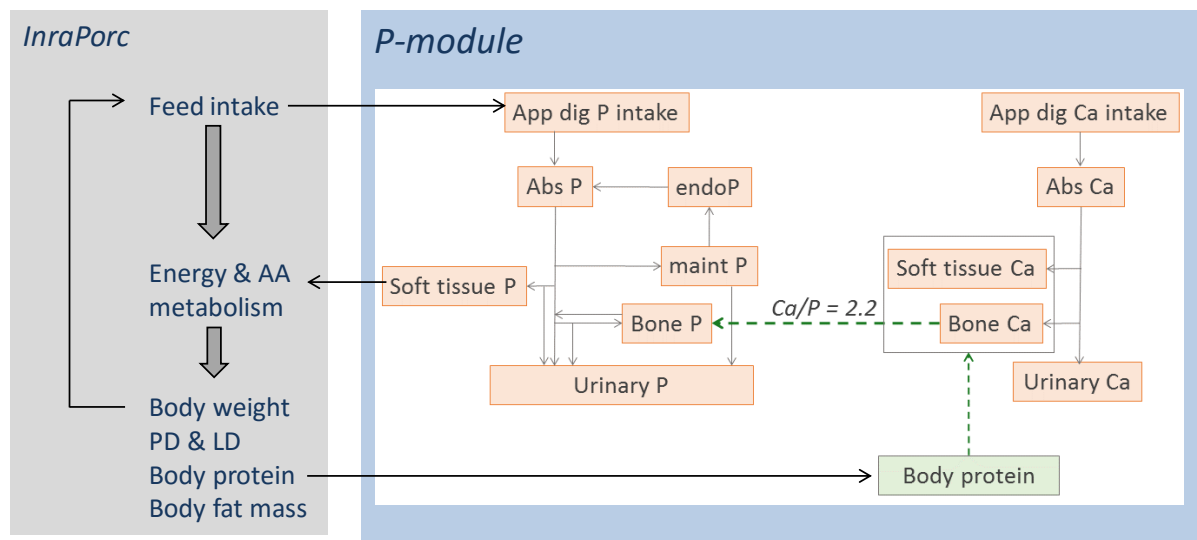 InraPorc
Feed intake
Energy & AA
metabolism
Body weight
PD & LD
Body protein
Body fat mass
P-module
App dig P intake
App dig Ca intake
Abs P
endoP
Abs Ca
maint P
Soft tissue P
Soft tissue Ca
Bone P
Ca/P = 2.2
Bone Ca
Urinary P
Urinary Ca
Body protein